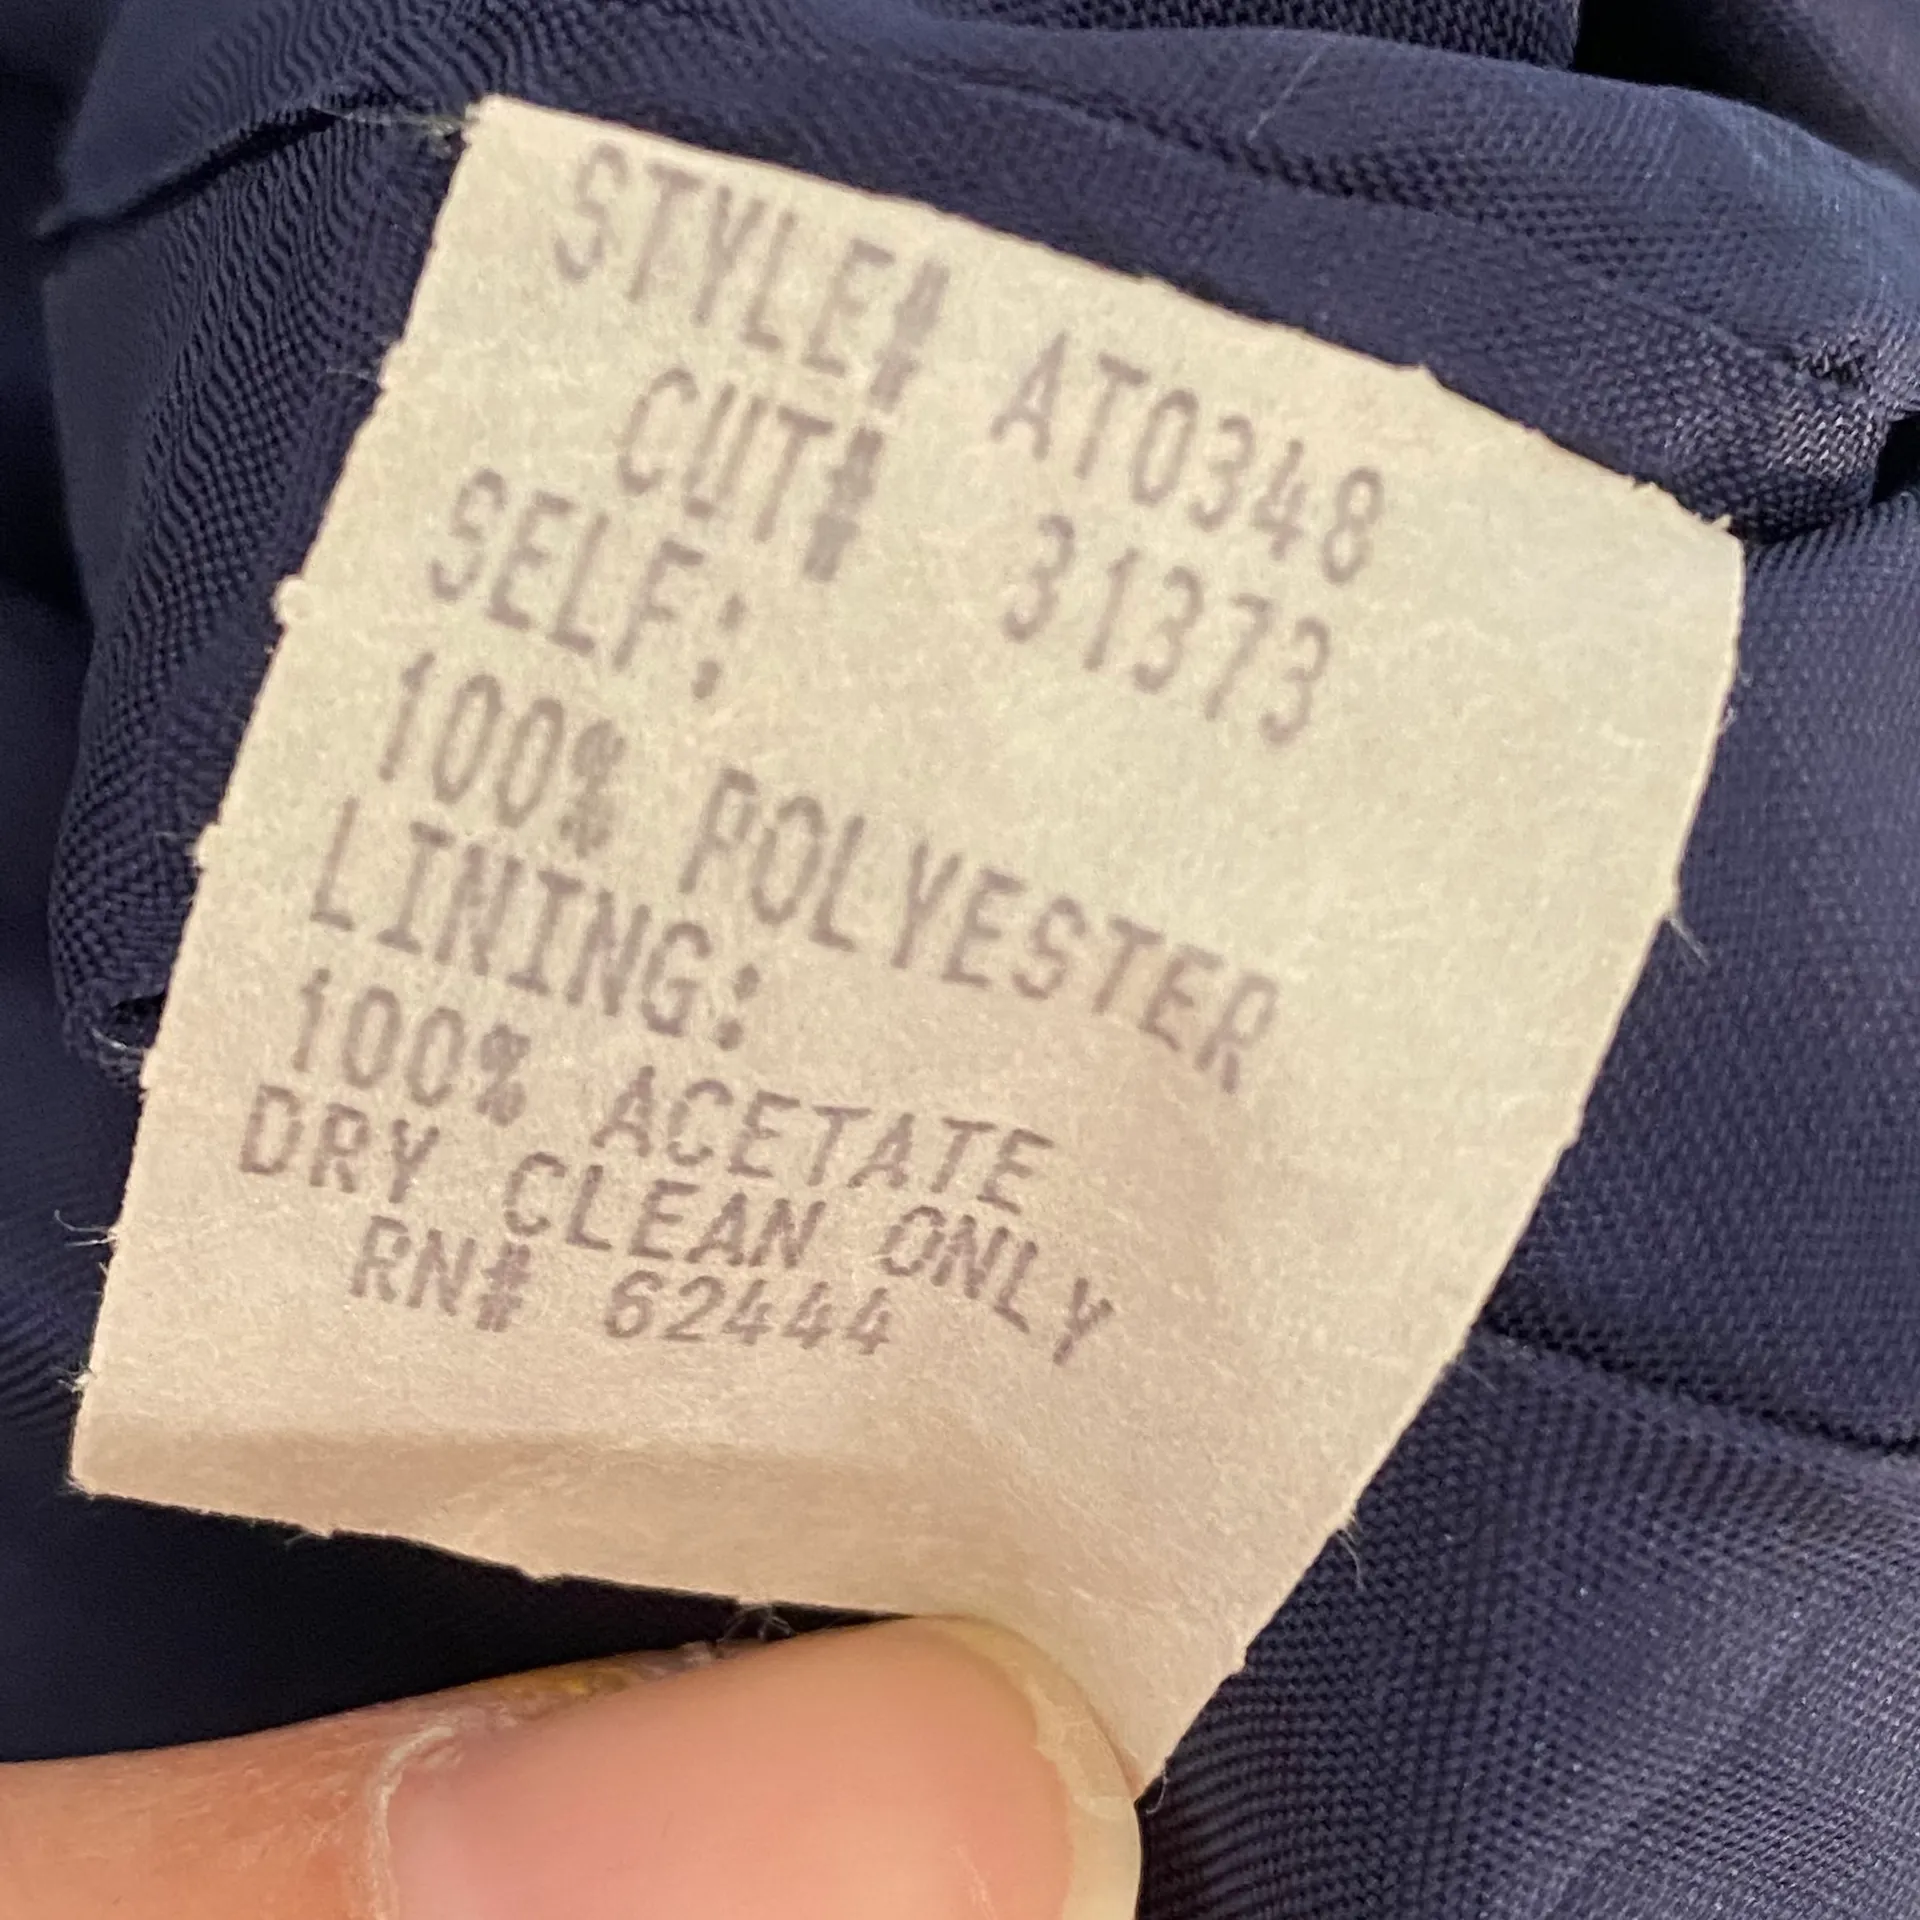 STYLE# AT0348
CUT# 31373
SELF:
100% POLYESTER
LINING:
100% ACETATE
DRY CLEAN ONLY
RN# 62444